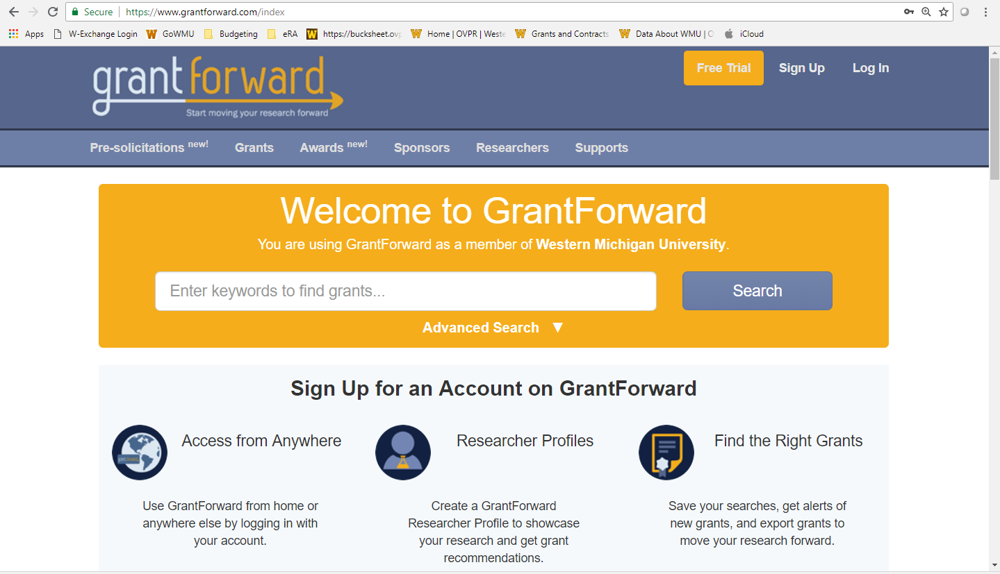 Secure | https://www.grantforward.com/index
Apps W-Exchange Login GoWMU Budgeting eRA https://bucksheet.ovp Home | OVPR | Weste Grants and Contracts Data About WMU | O iCloud
grant forward
Start moving your research forward
Free Trial Sign Up Log In
Pre-solicitations new! Grants Awards new! Sponsors Researchers Supports
Welcome to GrantForward
You are using GrantForward as a member of Western Michigan University.
Enter keywords to find grants... Search
Advanced Search ▼
Sign Up for an Account on GrantForward
Access from Anywhere Researcher Profiles Find the Right Grants
Use GrantForward from home or
anywhere else by logging in with
your account.
Create a GrantForward
Researcher Profile to showcase
your research and get grant
recommendations.
Save your searches, get alerts of
new grants, and export grants to
move your research forward.